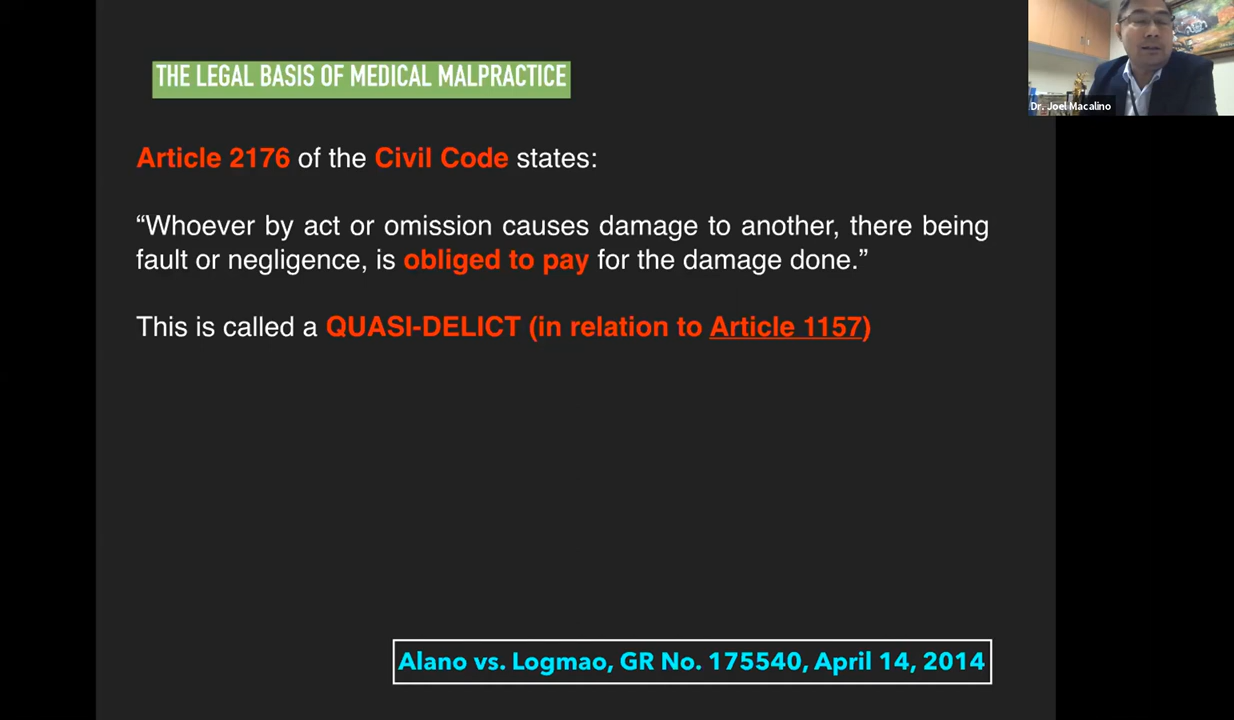 THE LEGAL BASIS OF MEDICAL MALPRACTICE
Dr. Joel Macalino
Article 2176 of the Civil Code states:
“Whoever by act or omission causes damage to another, there being
fault or negligence, is obliged to pay for the damage done.”
This is called a QUASI-DELICT (in relation to Article 1157)
Alano vs. Logmao, GR No. 175540, April 14, 2014